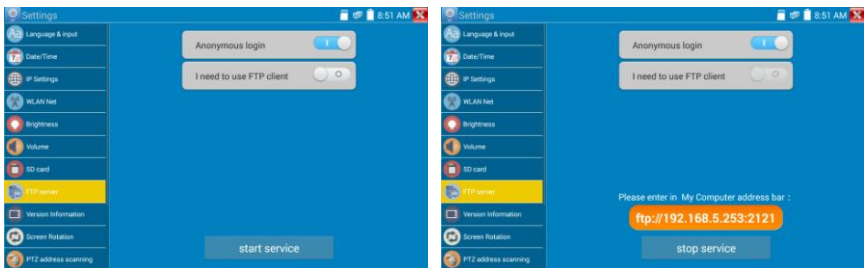 Settings
8:51 AM
Language & input
Date/Time
IP Settings
WLAN Net
Brightness
Volume
SD card
FTP server
Version Information
Screen Rotation
PTZ address scanning
Anonymous login
I need to use FTP client
start service
Settings
8:51 AM
Language & input
Date/Time
IP Settings
WLAN Net
Brightness
Volume
SD card
FTP server
Version Information
Screen Rotation
PTZ address scanning
Anonymous login
I need to use FTP client
Please enter in My Computer address bar :
ftp://192.168.5.253:2121
stop service